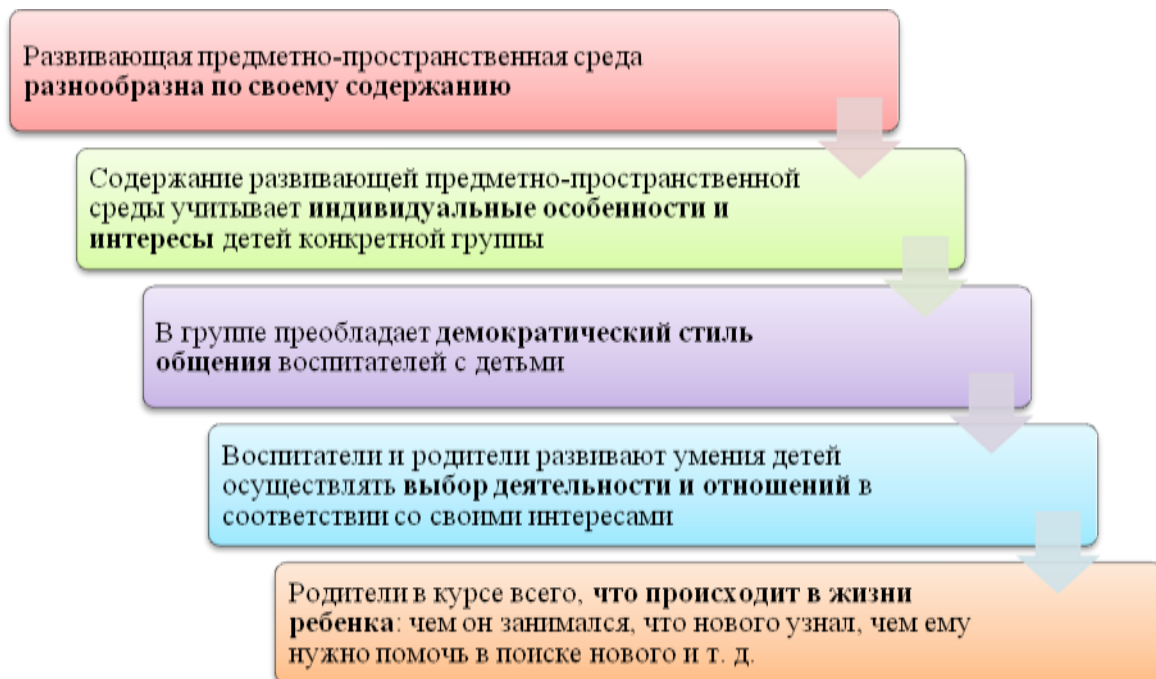 Развивающая предметно-пространственная среда
разнообразна по своему содержанию
Содержание развивающей предметно-пространственной
среды учитывает индивидуальные особенности и
интересы детей конкретной группы
В группе преобладает демократический стиль
общения воспитателей с детьми
Воспитатели и родители развивают умения детей
осуществлять выбор деятельности и отношений в
соответствии со своими интересами
Родители в курсе всего, что происходит в жизни
ребенка: чем он занимался, что нового узнал, чем ему
нужно помочь в поиске нового и т. д.